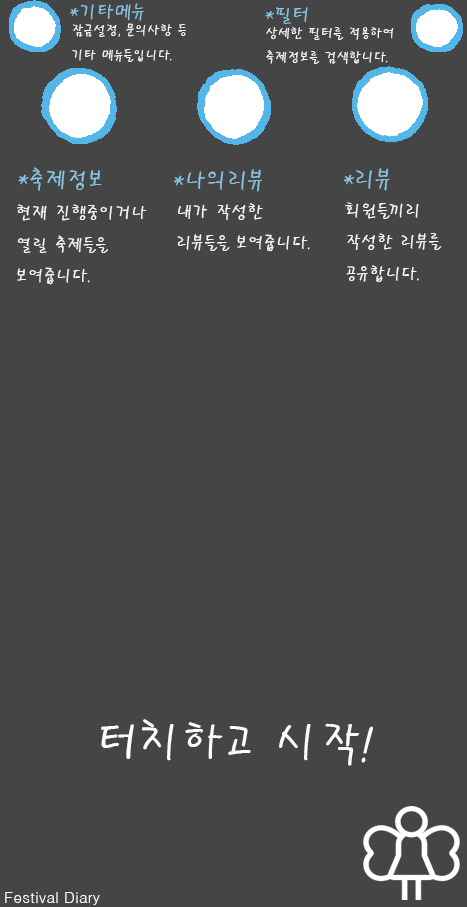 *기타메뉴
잠금설정, 문의사항 등
기타 메뉴들입니다.
*필터
상세한 필터를 적용하여
축제정보를 검색합니다.
*축제정보
현재 진행중이거나
열릴 축제들을
보여줍니다.
*나의리뷰
내가 작성한
리뷰들을 보여줍니다.
*리뷰
회원들끼리
작성한 리뷰를
공유합니다.
터치하고 시작!
Festival Diary